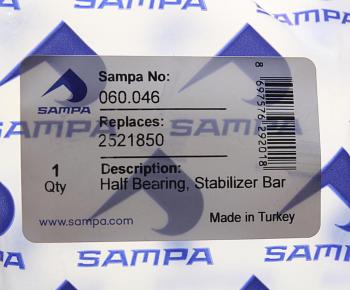 SAMPA
SAMPA
SAMPA
Sampa No:
060.046
Replaces:
2521850
Description:
Half Bearing, Stabilizer Bar
1
Qty
www.sampa.com
Made in Turkey
8 697576 292018
SAMPA
SAMPA
SAMPA